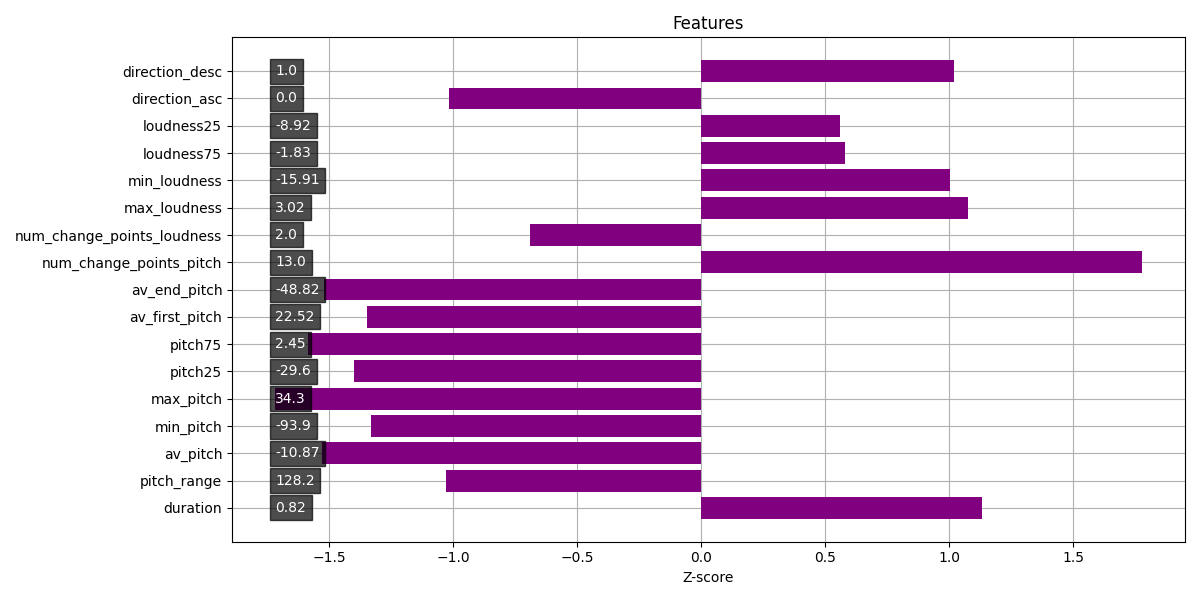 Features
direction_desc 1.0
direction_asc 0.0
loudness25 -8.92
loudness75 -1.83
min_loudness -15.91
max_loudness 3.02
num_change_points_loudness 2.0
num_change_points_pitch 13.0
av_end_pitch -48.82
av_first_pitch 22.52
pitch75 2.45
pitch25 -29.6
max_pitch 34.3
min_pitch -93.9
av_pitch -10.87
pitch_range 128.2
duration 0.82
−1.5 −1.0 −0.5 0.0 0.5 1.0 1.5
Z-score